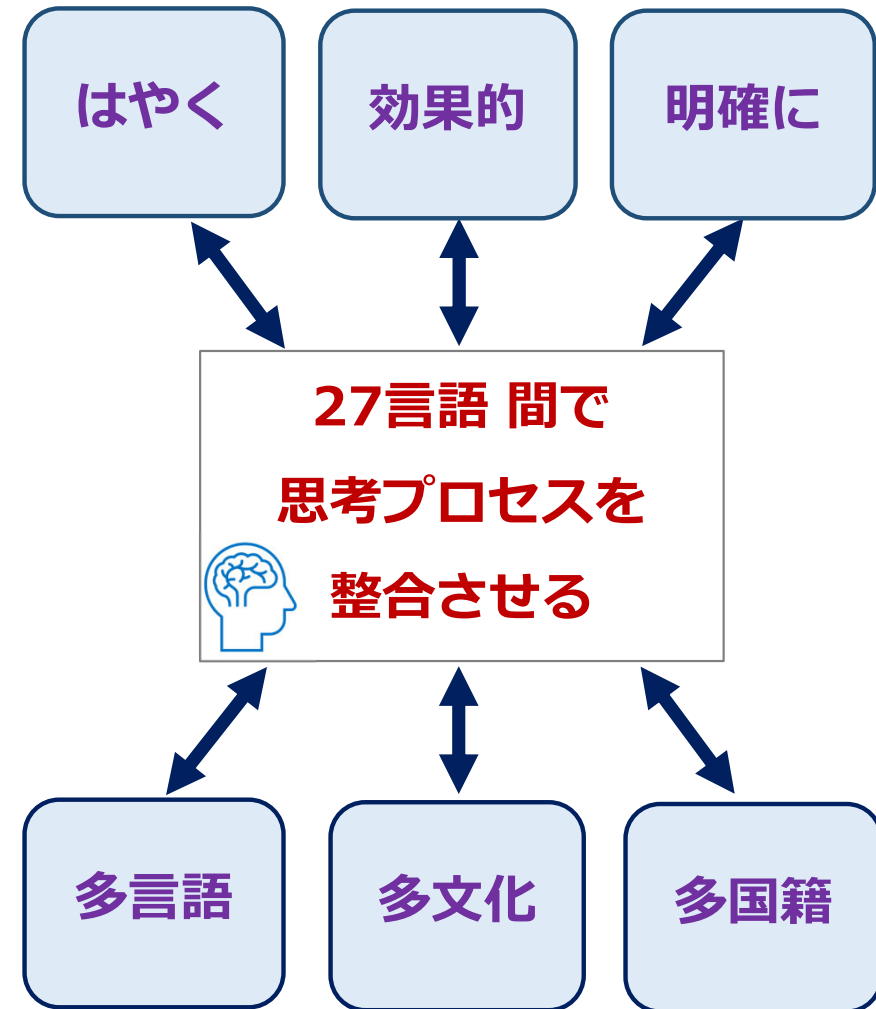 はやく
効果的
明確に
27言語 間で
思考プロセスを
整合させる
多言語
多文化
多国籍